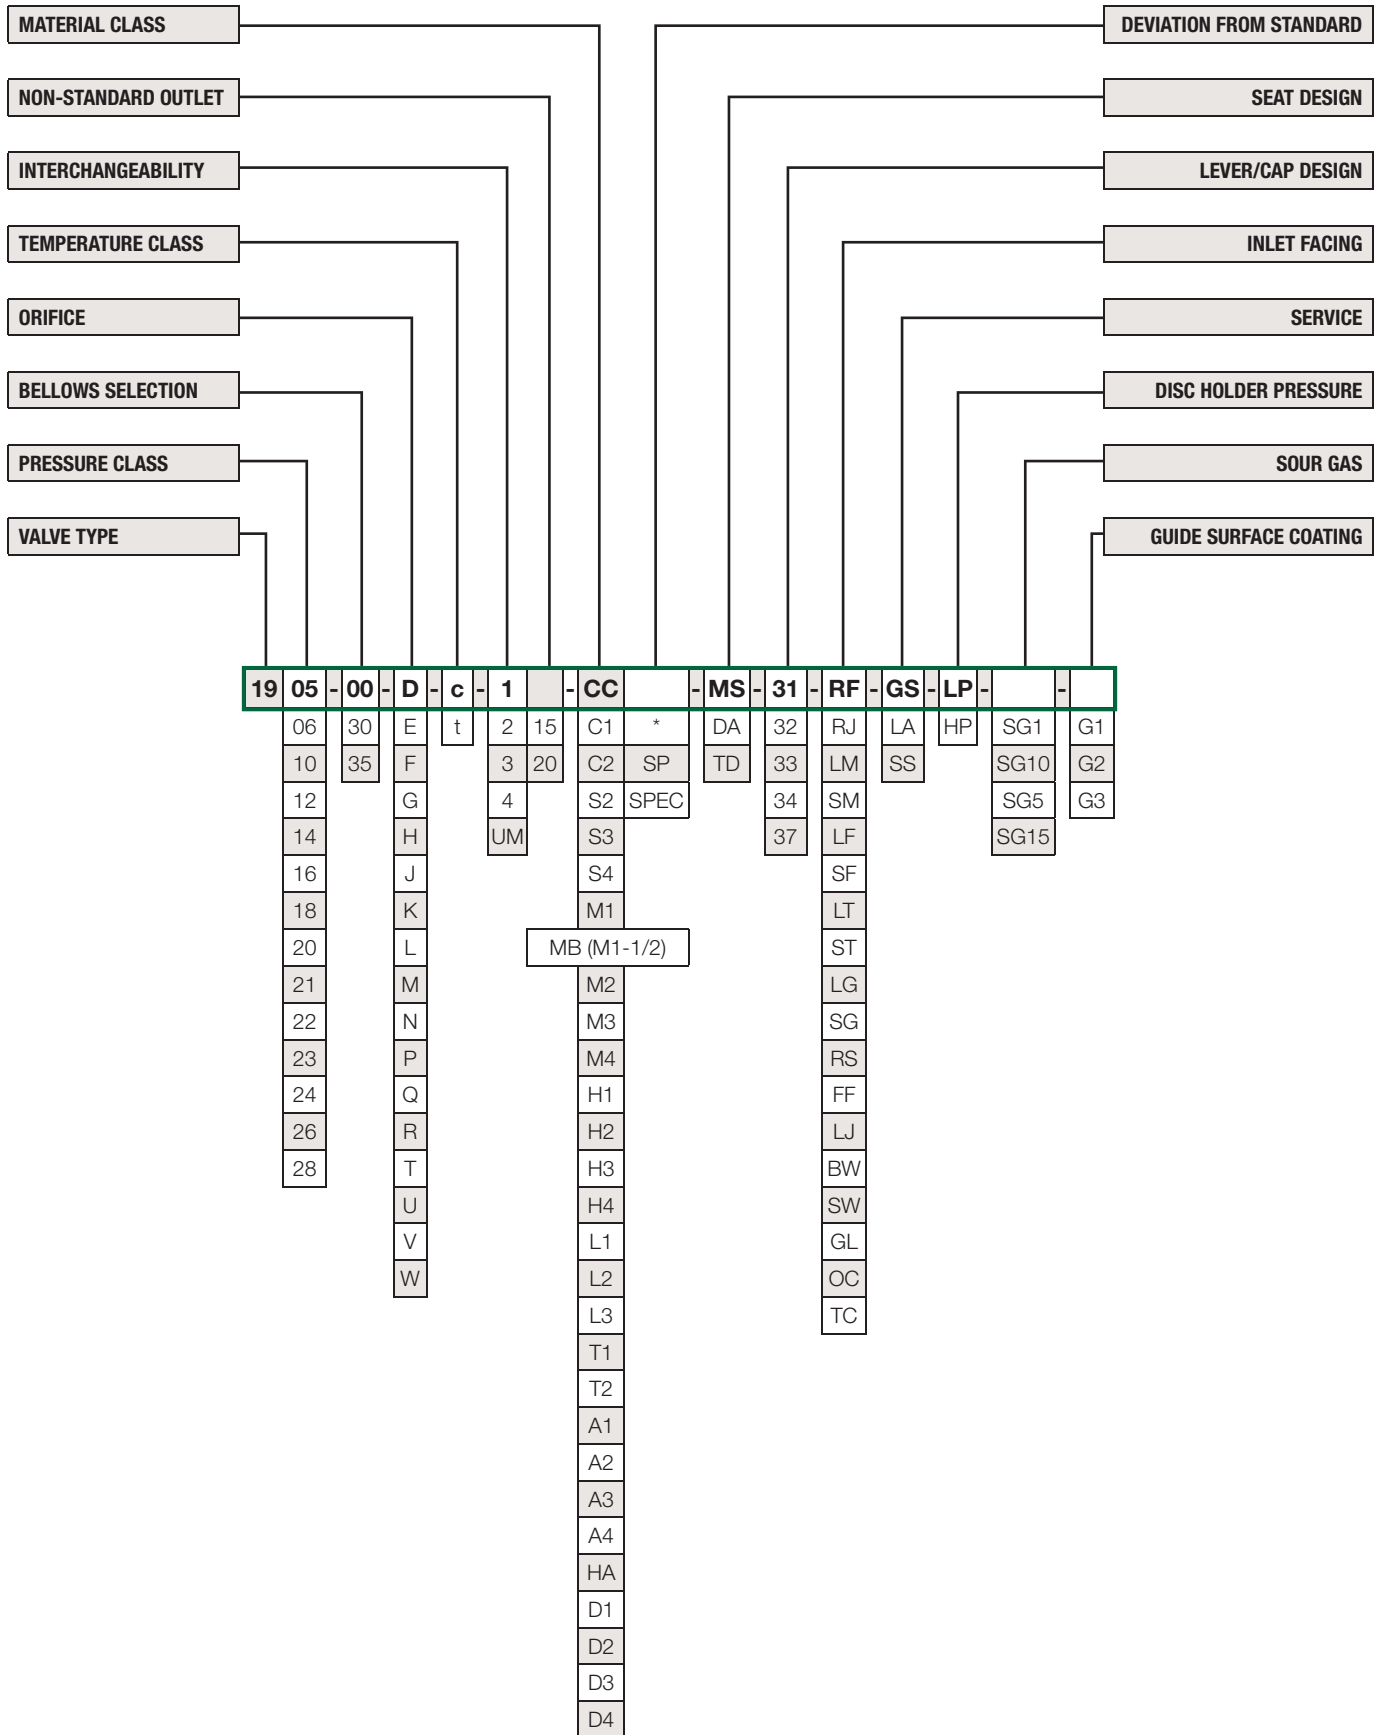 MATERIAL CLASS DEVIATION FROM STANDARD
NON-STANDARD OUTLET SEAT DESIGN
INTERCHANGEABILITY LEVER/CAP DESIGN
TEMPERATURE CLASS INLET FACING
ORIFICE SERVICE
BELLOWS SELECTION DISC HOLDER PRESSURE
PRESSURE CLASS SOUR GAS
VALVE TYPE GUIDE SURFACE COATING
19 05 - 00 - D - c - 1 - CC - MS - 31 - RF - GS - LP - -
06 30 E t 2 15 C1 * DA 32 RJ LA HP SG1 G1
10 35 F 3 20 C2 SP TD 33 LM SS SG10 G2
12 G 4 S2 SPEC 34 SM SG5 G3
14 H UM S3 37 LF SG15
16 J S4 SF
18 K M1 LT
20 L MB (M1-1/2) ST
21 M M2 LG
22 N M3 SG
23 P M4 RS
24 Q H1 FF
26 R H2 LJ
28 T H3 BW
U H4 SW
V L1 GL
W L2 OC
L3 TC
T1
T2
A1
A2
A3
A4
HA
D1
D2
D3
D4